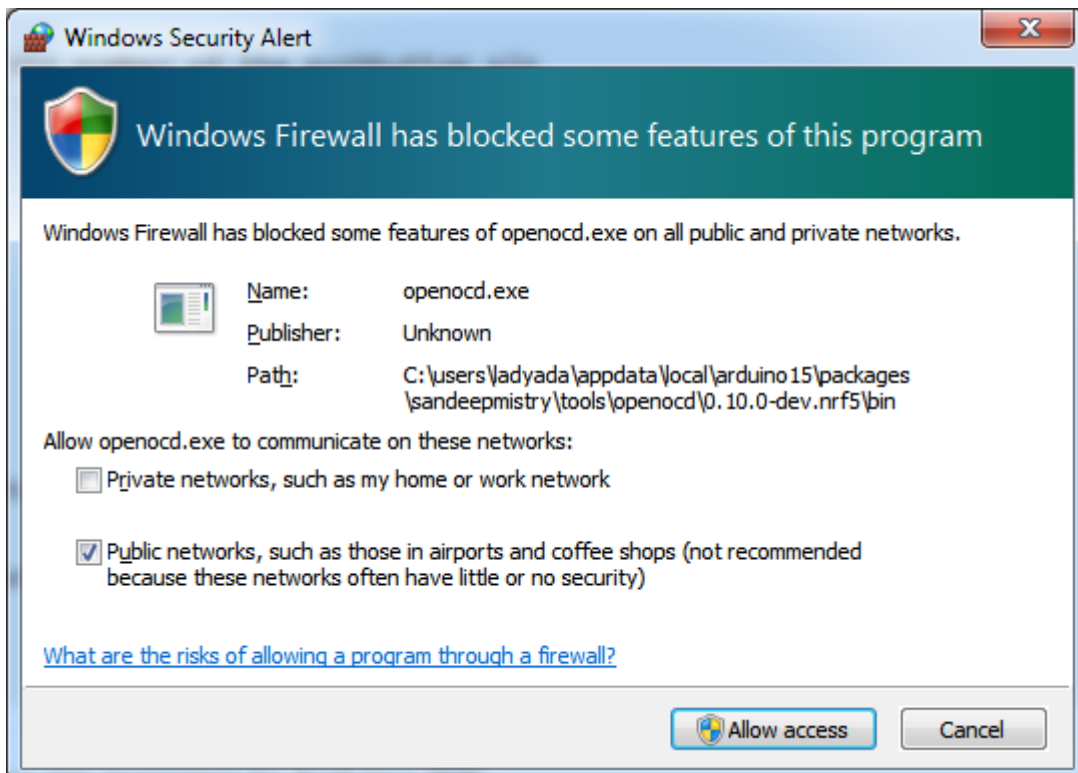 Windows Security Alert
Windows Firewall has blocked some features of this program
Windows Firewall has blocked some features of openocd.exe on all public and private networks.
Name: openocd.exe
Publisher: Unknown
Path: C:\users\ladyada\appdata\local\arduino15\packages
\sandeepmistry\tools\openocd\0.10.0-dev.nrf5\bin
Allow openocd.exe to communicate on these networks:
Private networks, such as my home or work network
Public networks, such as those in airports and coffee shops (not recommended
because these networks often have little or no security)
What are the risks of allowing a program through a firewall?
Allow access Cancel